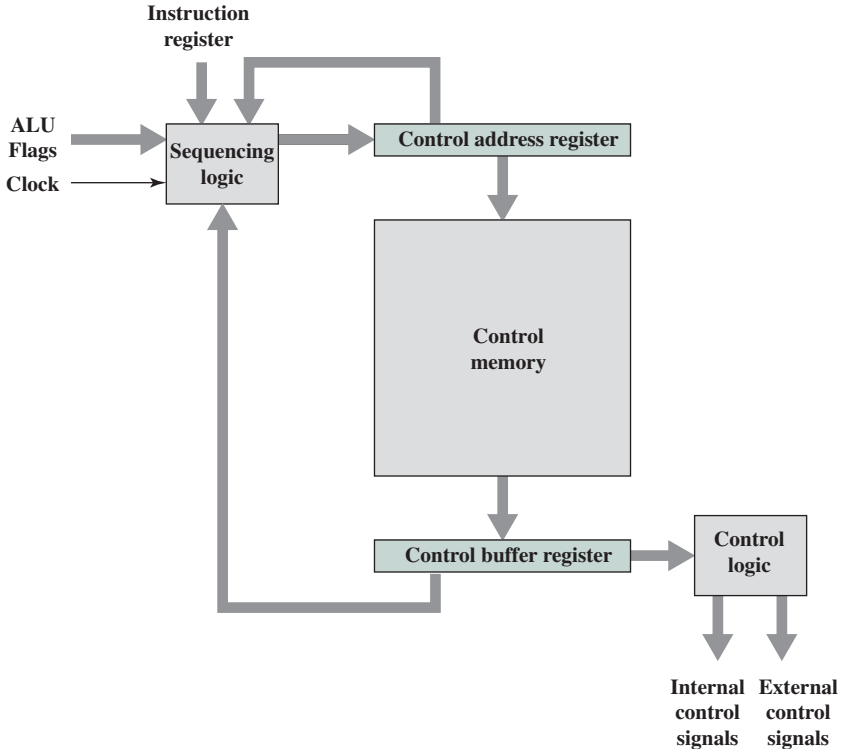 Instruction
register
ALU
Flags
Clock
Sequencing
logic
Control address register
Control
memory
Control buffer register
Control
logic
Internal
control
signals
External
control
signals